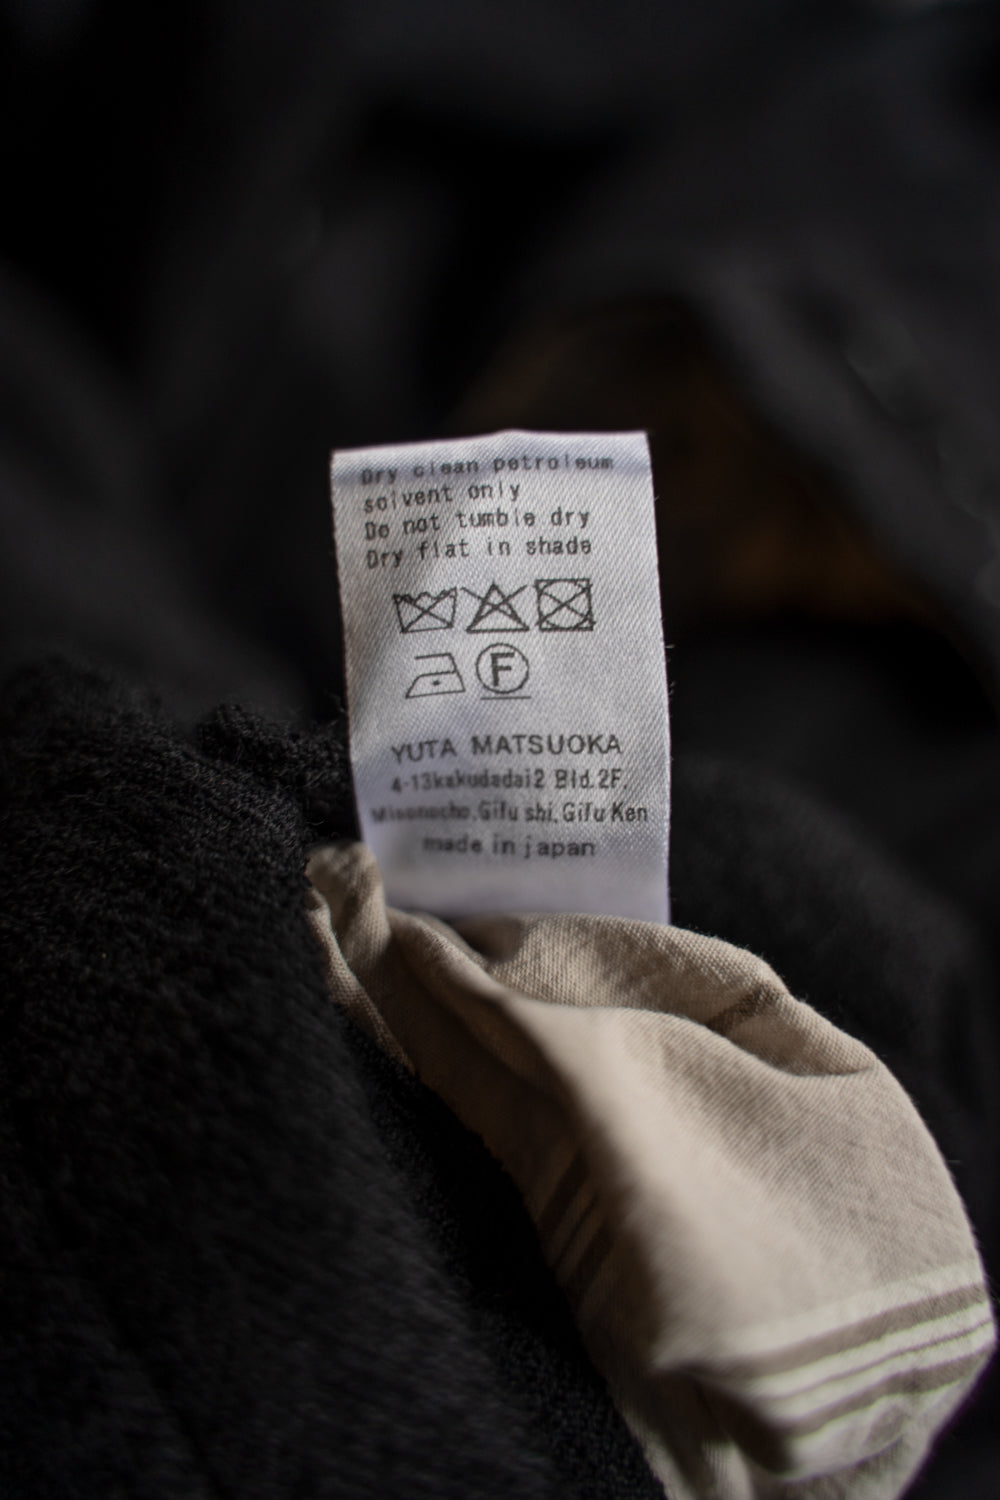 Dry clean petroleum
solvent only
Do not tumble dry
Dry flat in shade
F
YUTA MATSUOKA
4-13kakudadai2 Bld.2F,
Misonocho,Gifu shi,Gifu Ken
made in japan